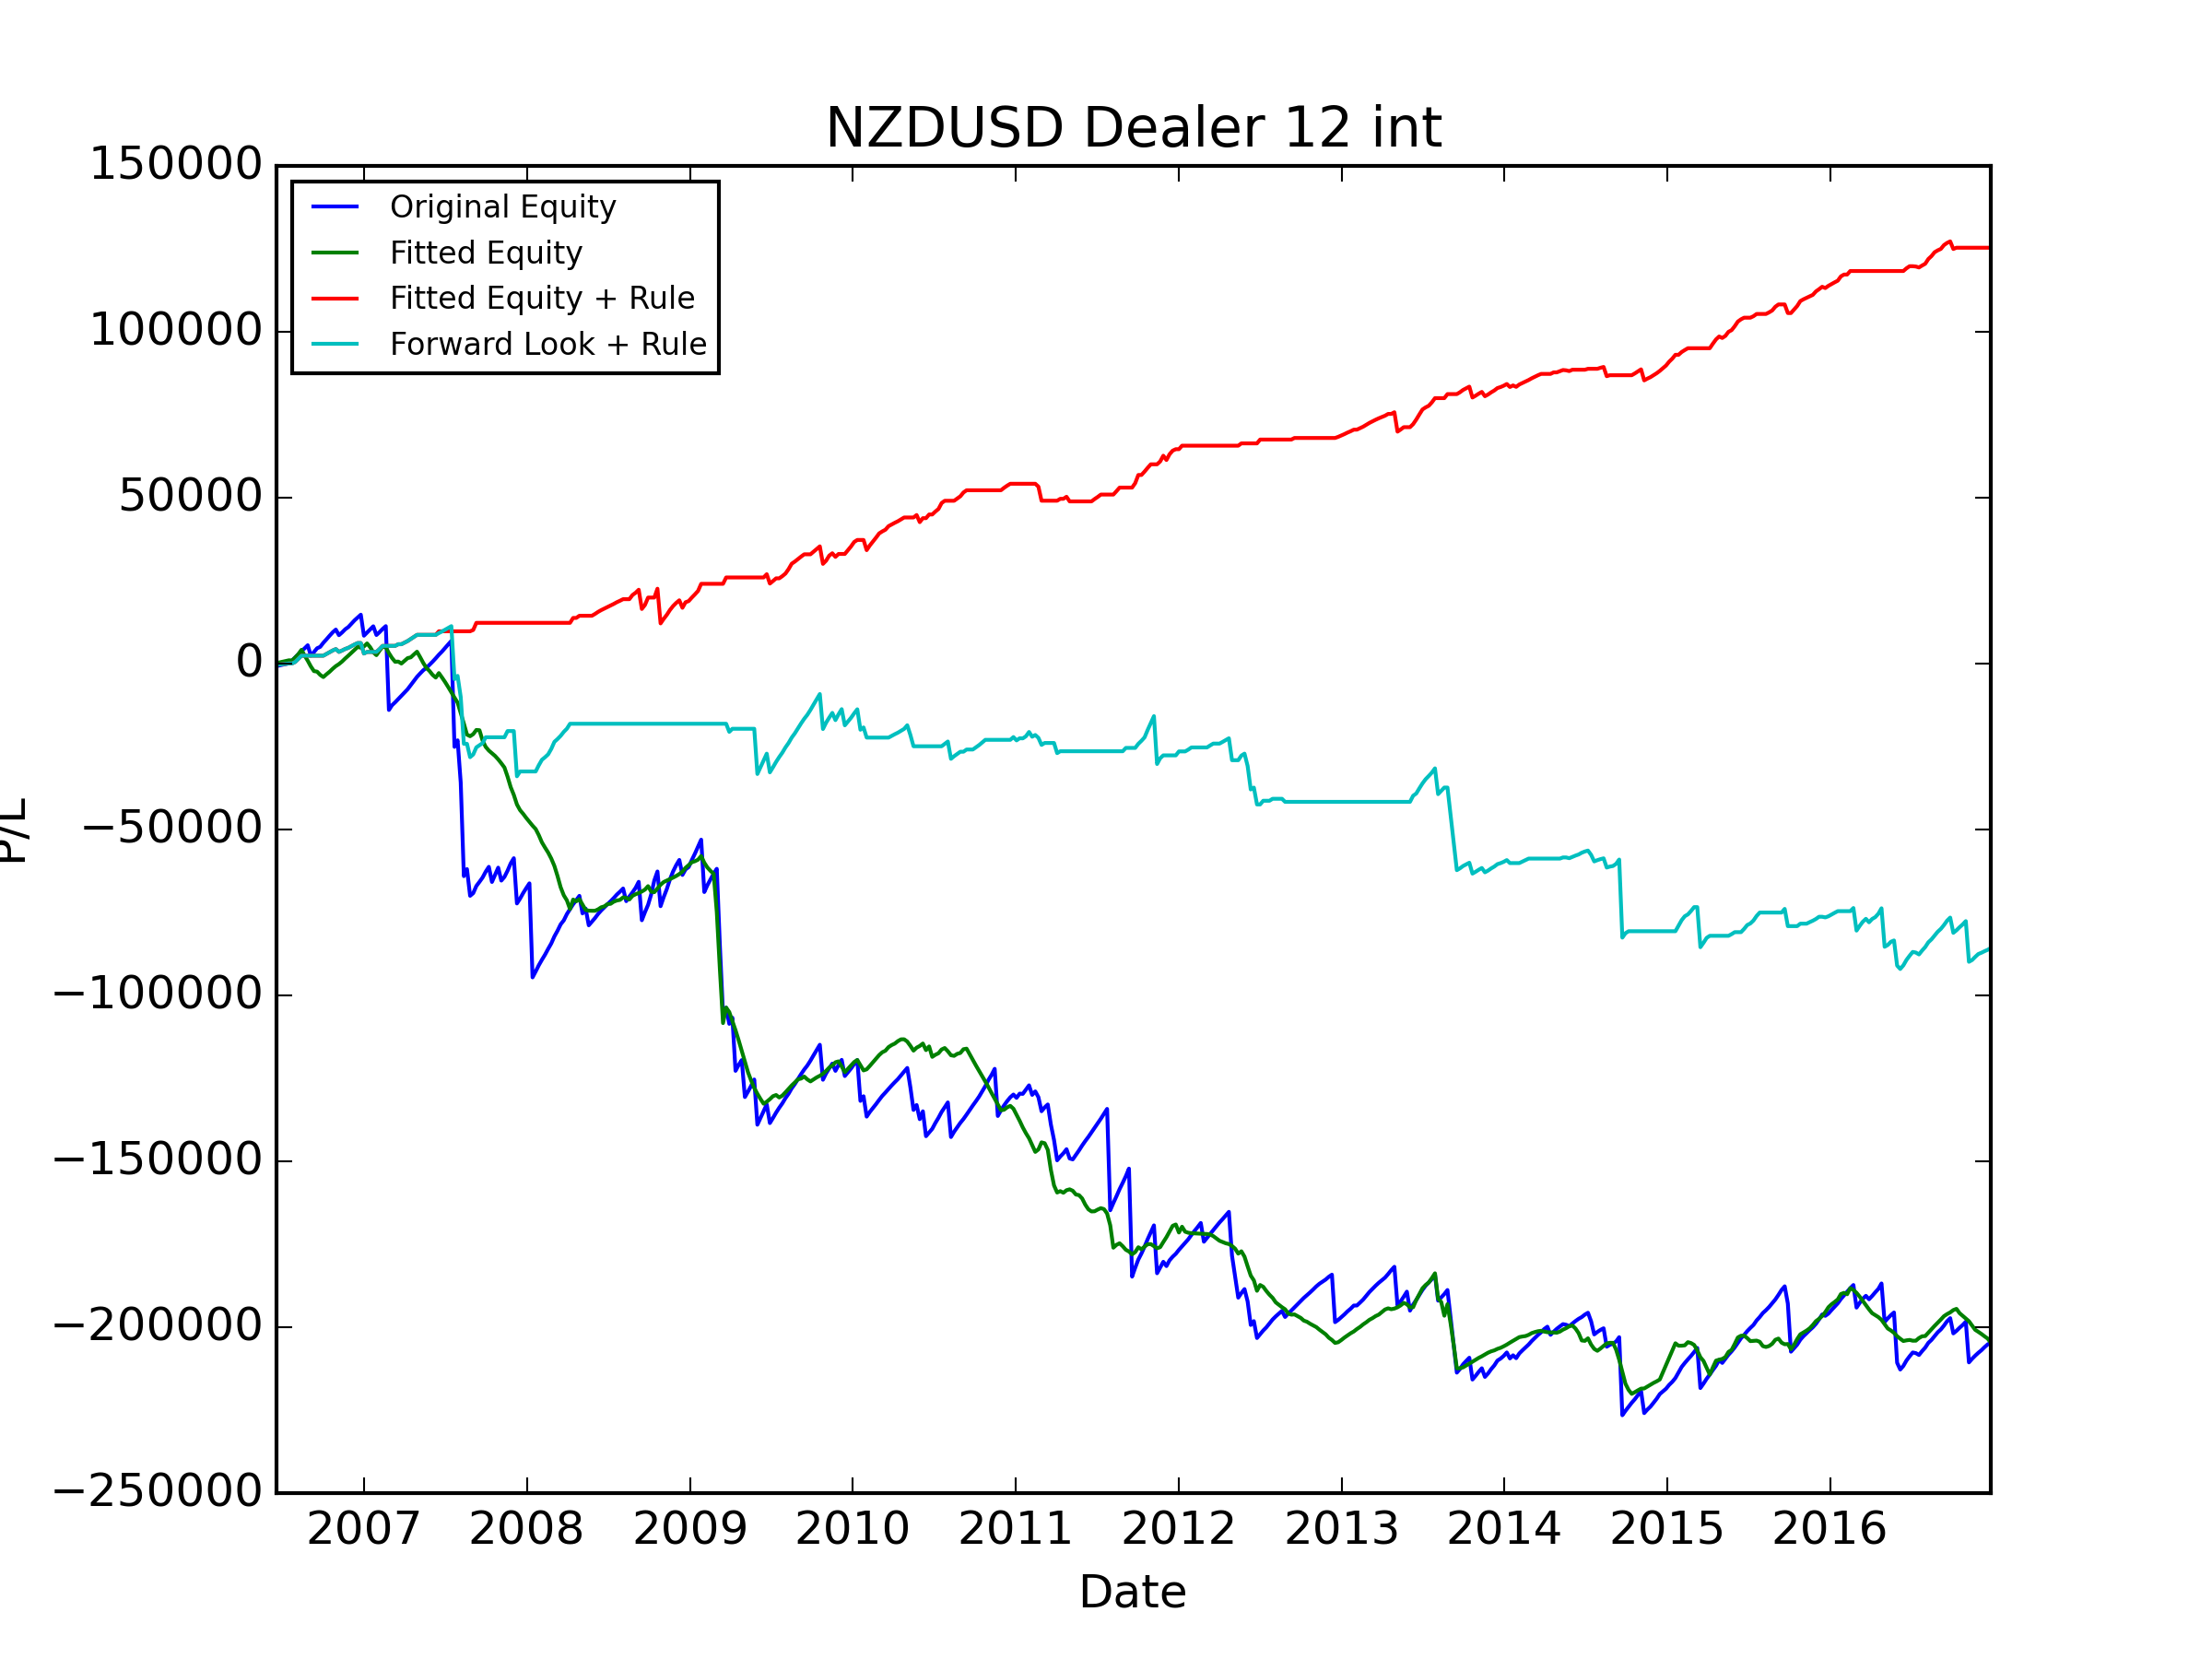 NZDUSD Dealer 12 int
150000
100000
50000
0
−50000
−100000
−150000
−200000
−250000
P/L
Original Equity
Fitted Equity
Fitted Equity + Rule
Forward Look + Rule
2007 2008 2009 2010 2011 2012 2013 2014 2015 2016
Date